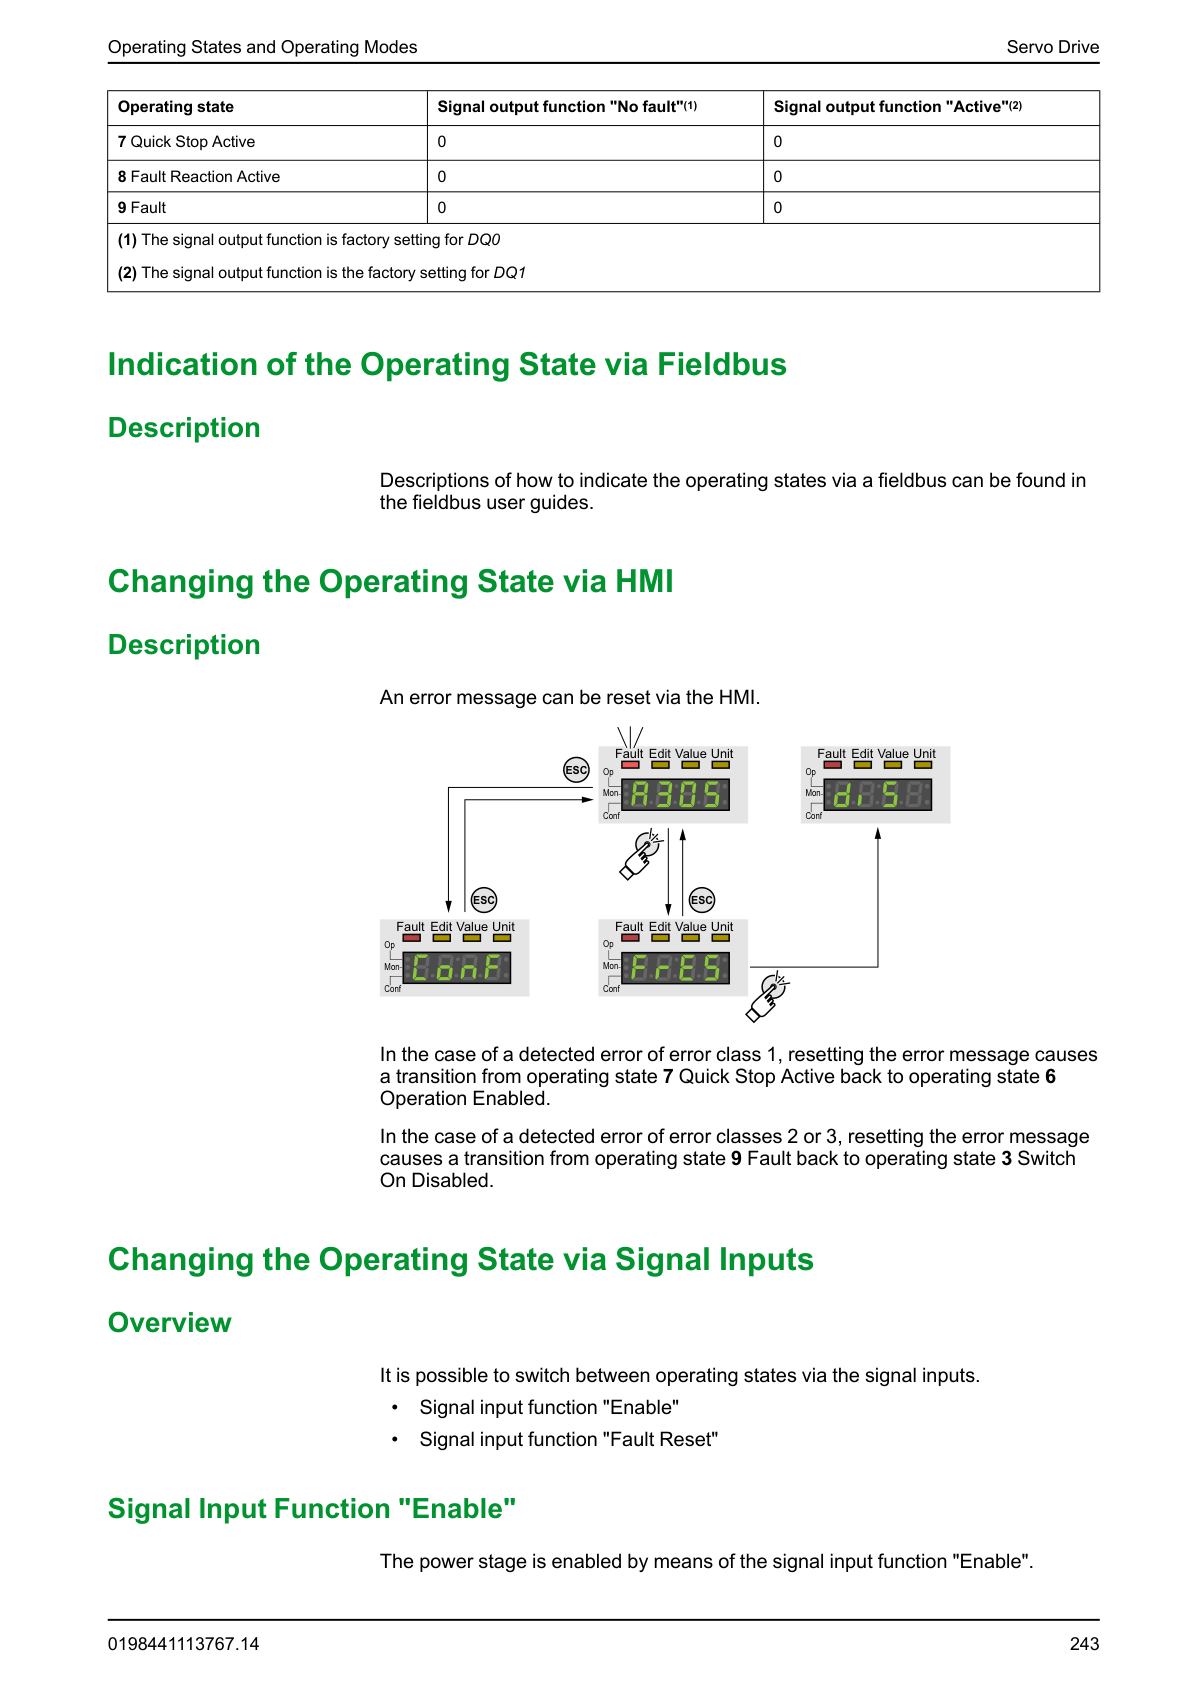 Operating States and Operating Modes
Servo Drive
Operating state
Signal output function "No fault"(1)
Signal output function "Active"(2)
7 Quick Stop Active
0
0
8 Fault Reaction Active
0
0
9 Fault
0
0
(1) The signal output function is factory setting for DQ0
(2) The signal output function is the factory setting for DQ1
Indication of the Operating State via Fieldbus
Description
Descriptions of how to indicate the operating states via a fieldbus can be found in
the fieldbus user guides.
Changing the Operating State via HMI
Description
An error message can be reset via the HMI.
ESC
Fault Edit Value Unit
Op
Mon
Conf
A305
Fault Edit Value Unit
Op
Mon
Conf
diS
ESC
ESC
Fault Edit Value Unit
Op
Mon
Conf
ConF
Fault Edit Value Unit
Op
Mon
Conf
FrES
In the case of a detected error of error class 1, resetting the error message causes
a transition from operating state 7 Quick Stop Active back to operating state 6
Operation Enabled.
In the case of a detected error of error classes 2 or 3, resetting the error message
causes a transition from operating state 9 Fault back to operating state 3 Switch
On Disabled.
Changing the Operating State via Signal Inputs
Overview
It is possible to switch between operating states via the signal inputs.
• Signal input function "Enable"
• Signal input function "Fault Reset"
Signal Input Function "Enable"
The power stage is enabled by means of the signal input function "Enable".
0198441113767.14
243